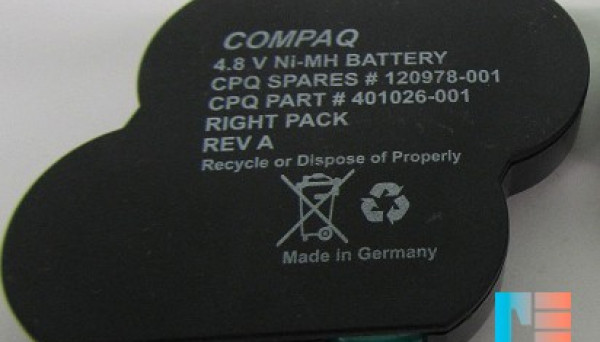 COMPAQ
4.8 V Ni-MH BATTERY
CPQ SPARES # 120978-001
CPQ PART # 401026-001
RIGHT PACK
REV A
Recycle or Dispose of Properly
Made in Germany